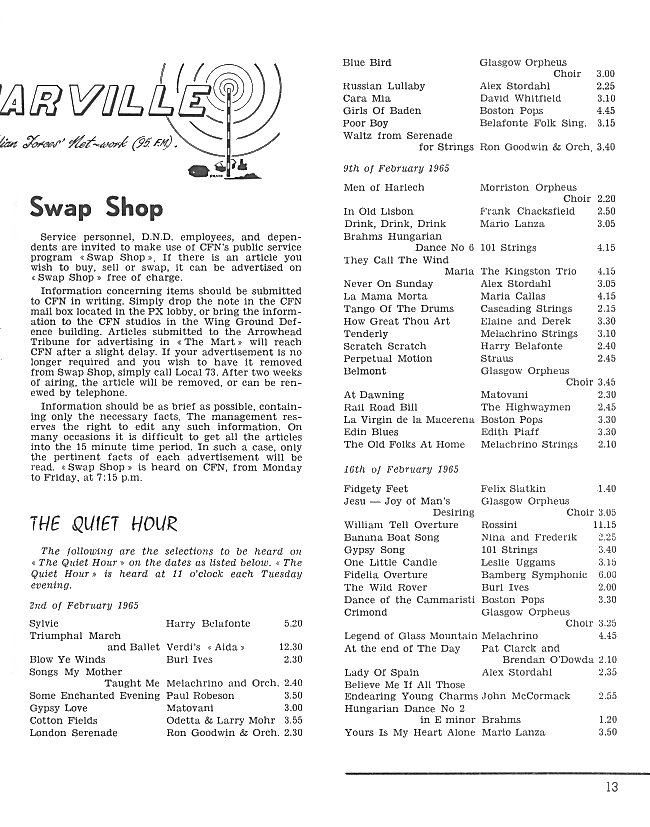 ARVILLE
ian Forces' Net-work (95. F.M).
Swap Shop
Service personnel, D.N.D. employees, and depen-
dents are invited to make use of CFN's public service
program « Swap Shop ». If there is an article you
wish to buy, sell or swap, it can be advertised on
« Swap Shop » free of charge.
Information concerning items should be submitted
to CFN in writing. Simply drop the note in the CFN
mail box located in the PX lobby, or bring the inform-
ation to the CFN studios in the Wing Ground Def-
ence building. Articles submitted to the Arrowhead
Tribune for advertising in « The Mart » will reach
CFN after a slight delay. If your advertisement is no
longer required and you wish to have it removed
from Swap Shop, simply call Local 73. After two weeks
of airing, the article will be removed, or can be ren-
ewed by telephone.
Information should be as brief as possible, contain-
ing only the necessary facts. The management res-
erves the right to edit any such information. On
many occasions it is difficult to get all the articles
into the 15 minute time period. In such a case, only
the pertinent facts of each advertisement will be
read. « Swap Shop » is heard on CFN, from Monday
to Friday, at 7:15 p.m.
THE QUIET HOUR
The following are the selections to be heard on
« The Quiet Hour » on the dates as listed below. « The
Quiet Hour » is heard at 11 o'clock each Tuesday
evening.
2nd of February 1965
Sylvie Harry Belafonte 5.20
Triumphal March
and Ballet Verdi's « Aida » 12.30
Blow Ye Winds Burl Ives 2.30
Songs My Mother
Taught Me Melachrino and Orch. 2.40
Some Enchanted Evening Paul Robeson 3.50
Gypsy Love Matovani 3.00
Cotton Fields Odetta & Larry Mohr 3.55
London Serenade Ron Goodwin & Orch. 2.30
Blue Bird Glasgow Orpheus
Choir 3.00
Russian Lullaby Alex Stordahl 2.25
Cara Mia David Whitfield 3.10
Girls Of Baden Boston Pops 4.45
Poor Boy Belafonte Folk Sing. 3.15
Waltz from Serenade
for Strings Ron Goodwin & Orch. 3.40
9th of February 1965
Men of Harlech Morriston Orpheus
Choir 2.20
In Old Lisbon Frank Chacksfield 2.50
Drink, Drink, Drink Mario Lanza 3.05
Brahms Hungarian
Dance No 6 101 Strings 4.15
They Call The Wind
Maria The Kingston Trio 4.15
Never On Sunday Alex Stordahl 3.05
La Mama Morta Maria Callas 4.15
Tango Of The Drums Cascading Strings 2.15
How Great Thou Art Elaine and Derek 3.30
Tenderly Melachrino Strings 3.10
Scratch Scratch Harry Belafonte 2.40
Perpetual Motion Straus 2.45
Belmont Glasgow Orpheus
Choir 3.45
At Dawning Matovani 2.30
Rail Road Bill The Highwaymen 2.45
La Virgin de la Macerena Boston Pops 3.30
Edin Blues Edith Piaff 3.30
The Old Folks At Home Melachrino Strings 2.10
16th of February 1965
Fidgety Feet Felix Slatkin 1.40
Jesu — Joy of Man's Glasgow Orpheus
Desiring Choir 3.05
William Tell Overture Rossini 11.15
Banana Boat Song Nina and Frederik 2.25
Gypsy Song 101 Strings 3.40
One Little Candle Leslie Uggams 3.15
Fidelia Overture Bamberg Symphonic 6.00
The Wild Rover Burl Ives 2.00
Dance of the Cammaristi Boston Pops 3.30
Crimond Glasgow Orpheus
Choir 3.25
Legend of Glass Mountain Melachrino 4.45
At the end of The Day Pat Clarck and
Brendan O'Dowda 2.10
Lady Of Spain Alex Stordahl 2.35
Believe Me If All Those
Endearing Young Charms John McCormack 2.55
Hungarian Dance No 2
in E minor Brahms 1.20
Yours Is My Heart Alone Mario Lanza 3.50
13